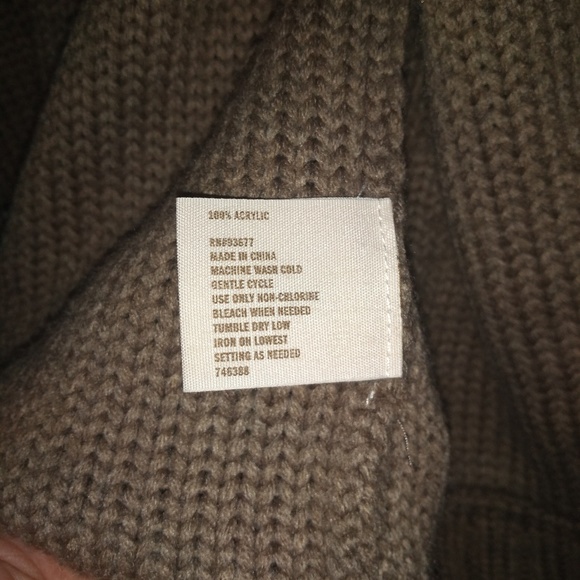 100% ACRYLIC
RN#93677
MADE IN CHINA
MACHINE WASH COLD
GENTLE CYCLE
USE ONLY NON-CHLORINE
BLEACH WHEN NEEDED
TUMBLE DRY LOW
IRON ON LOWEST
SETTING AS NEEDED
746388